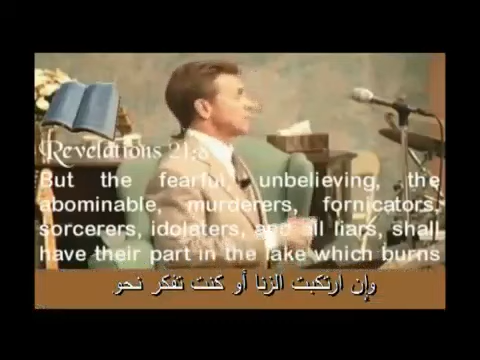 Revelations 21:8
But the fearful, unbelieving, the
abominable, murderers, fornicators,
sorcerers, idolaters, and all liars, shall
have their part in the lake which burns
وإن ارتكبت الزنا أو كنت تفكر نحو